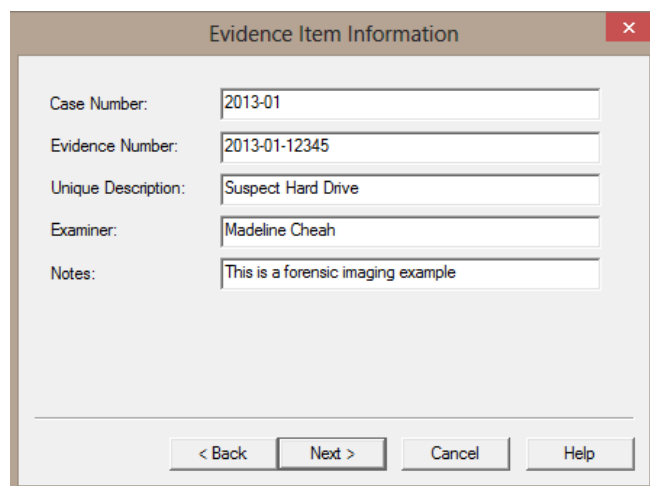 Evidence Item Information
Case Number: 2013-01
Evidence Number: 2013-01-12345
Unique Description: Suspect Hard Drive
Examiner: Madeline Cheah
Notes: This is a forensic imaging example
< Back Next > Cancel Help